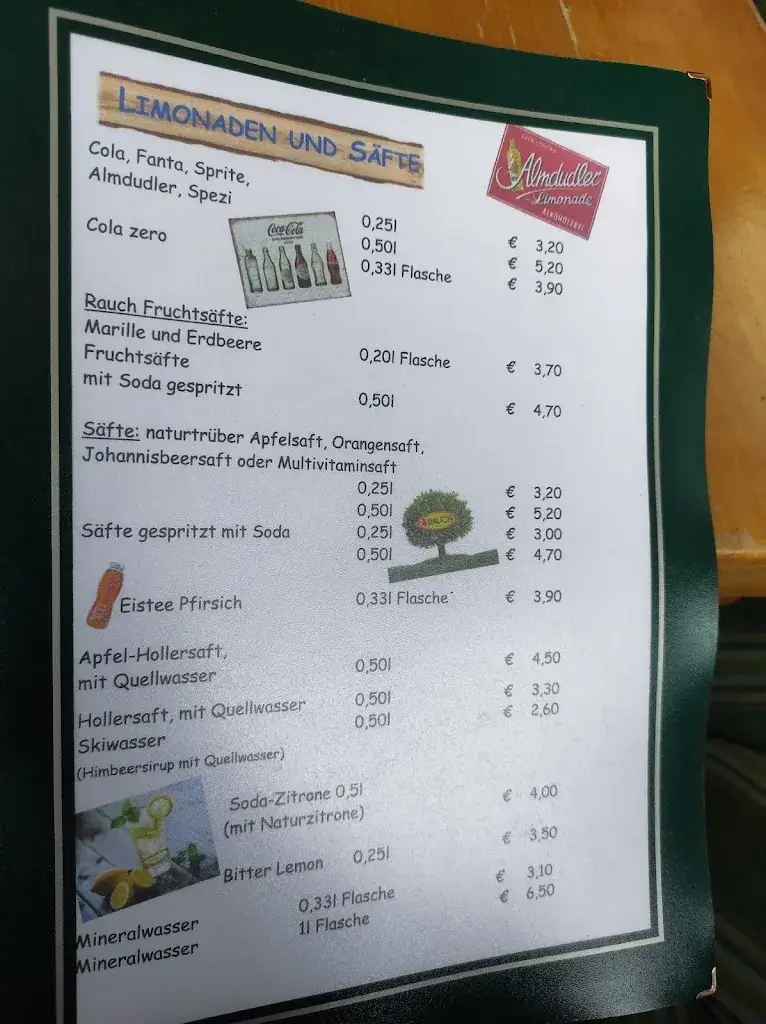 LIMONADEN UND SÄFTE
Almdudler
Limonade
ALKOHOLFREI
Cola, Fanta, Sprite,
Almdudler, Spezi
0,25l € 3,20
0,50l € 5,20
Cola zero 0,33l Flasche € 3,90
Coca-Cola
Rauch Fruchtsäfte:
Marille und Erdbeere 0,20l Flasche € 3,70
Fruchtsäfte
mit Soda gespritzt 0,50l € 4,70
Säfte: naturtrüber Apfelsaft, Orangensaft,
Johannisbeersaft oder Multivitaminsaft
0,25l € 3,20
0,50l € 5,20
Säfte gespritzt mit Soda 0,25l € 3,00
0,50l € 4,70
RAUCH
Eistee Pfirsich 0,33l Flasche € 3,90
Apfel-Hollersaft,
mit Quellwasser 0,50l € 4,50
Hollersaft, mit Quellwasser 0,50l € 3,30
Skiwasser 0,50l € 2,60
(Himbeersirup mit Quellwasser)
Soda-Zitrone 0,5l € 4,00
(mit Naturzitrone)
Bitter Lemon 0,25l € 3,50
Mineralwasser 0,33l Flasche € 3,10
Mineralwasser 1l Flasche € 6,50